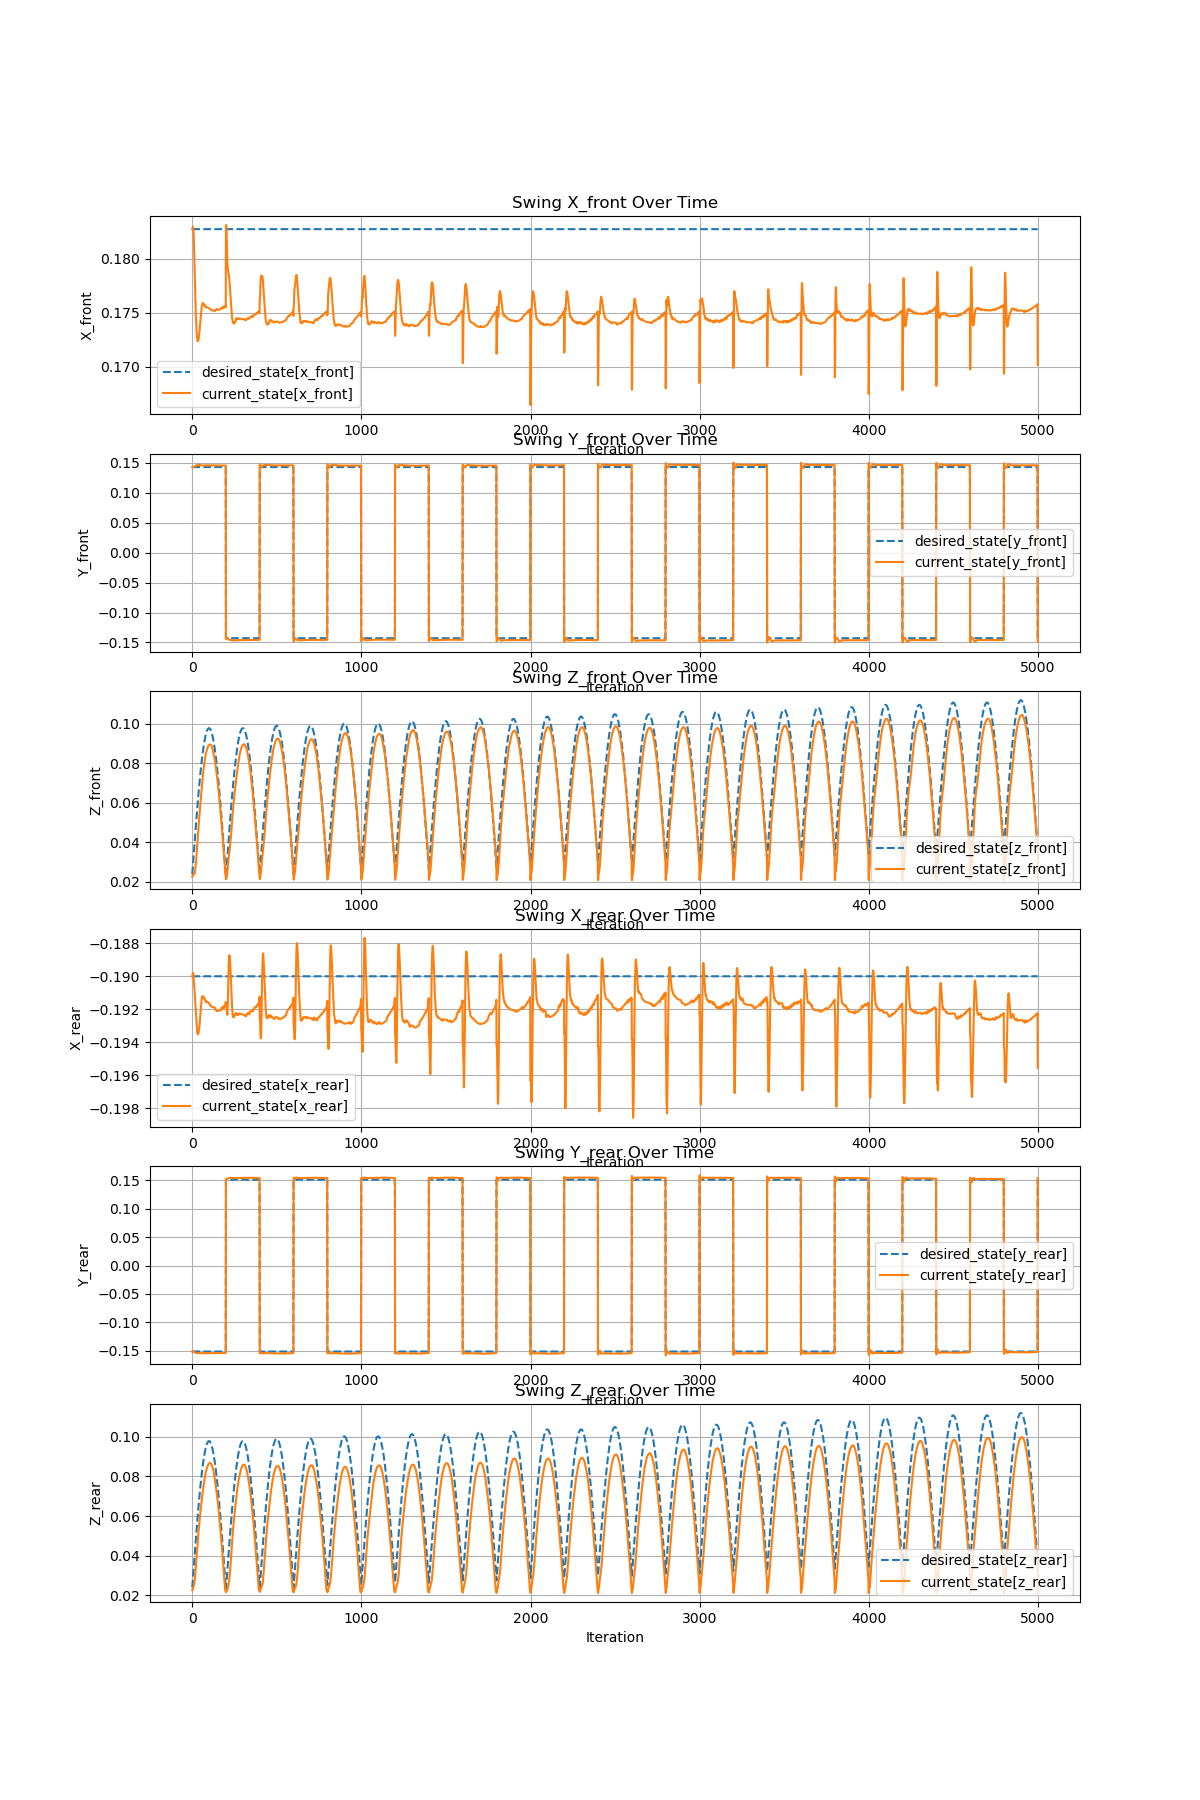 Swing X_front Over Time
X_front
0.180
0.175
0.170
desired_state[x_front]
current_state[x_front]
0 1000 2000 3000 4000 5000
Iteration
Swing Y_front Over Time
Y_front
0.15
0.10
0.05
0.00
−0.05
−0.10
−0.15
desired_state[y_front]
current_state[y_front]
0 1000 2000 3000 4000 5000
Iteration
Swing Z_front Over Time
Z_front
0.10
0.08
0.06
0.04
0.02
desired_state[z_front]
current_state[z_front]
0 1000 2000 3000 4000 5000
Iteration
Swing X_rear Over Time
X_rear
−0.188
−0.190
−0.192
−0.194
−0.196
−0.198
desired_state[x_rear]
current_state[x_rear]
0 1000 2000 3000 4000 5000
Iteration
Swing Y_rear Over Time
Y_rear
0.15
0.10
0.05
0.00
−0.05
−0.10
−0.15
desired_state[y_rear]
current_state[y_rear]
0 1000 2000 3000 4000 5000
Iteration
Swing Z_rear Over Time
Z_rear
0.10
0.08
0.06
0.04
0.02
desired_state[z_rear]
current_state[z_rear]
0 1000 2000 3000 4000 5000
Iteration